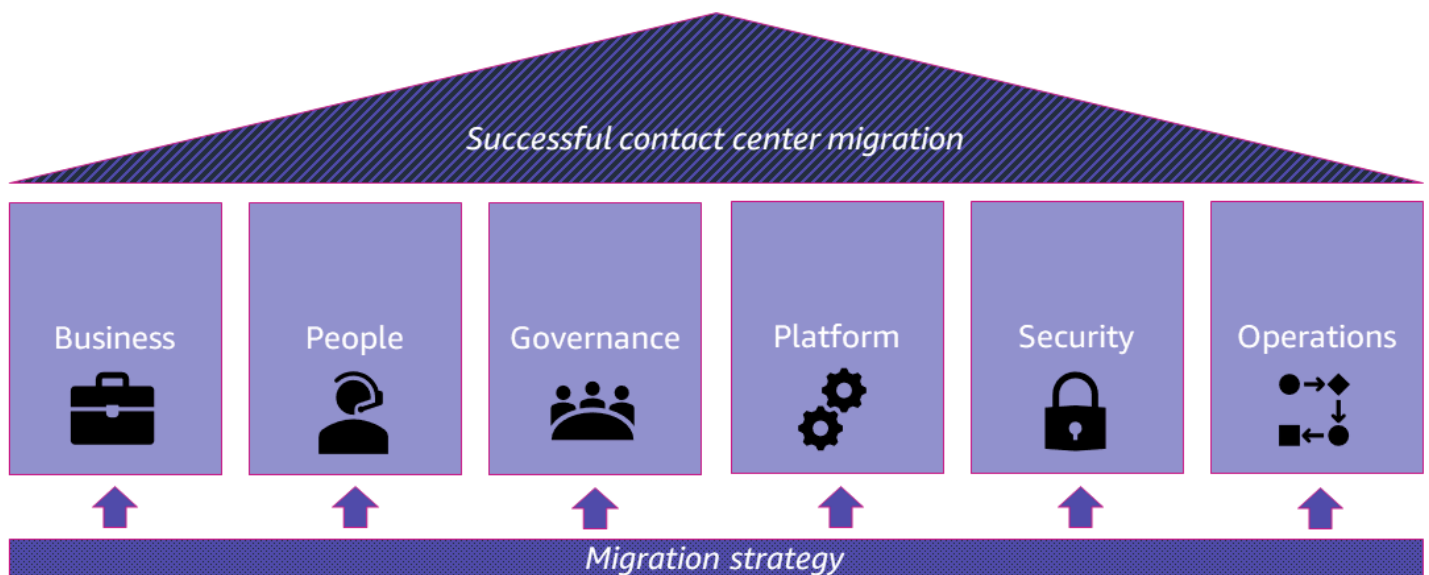 Successful contact center migration
Business
People
Governance
Platform
Security
Operations
Migration strategy